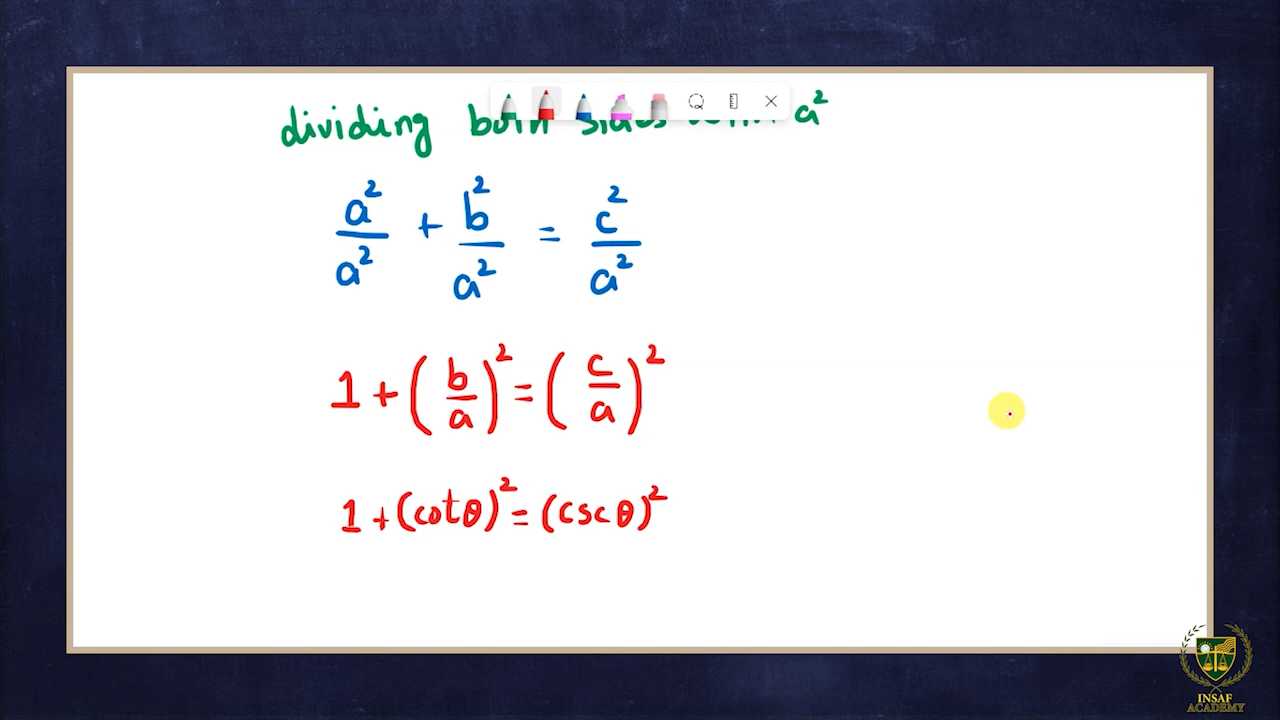 dividing both sides with a²
a²/a² + b²/a² = c²/a²
1 + (b/a)² = (c/a)²
1 + (cotθ)² = (cscθ)²
INSAF
ACADEMY